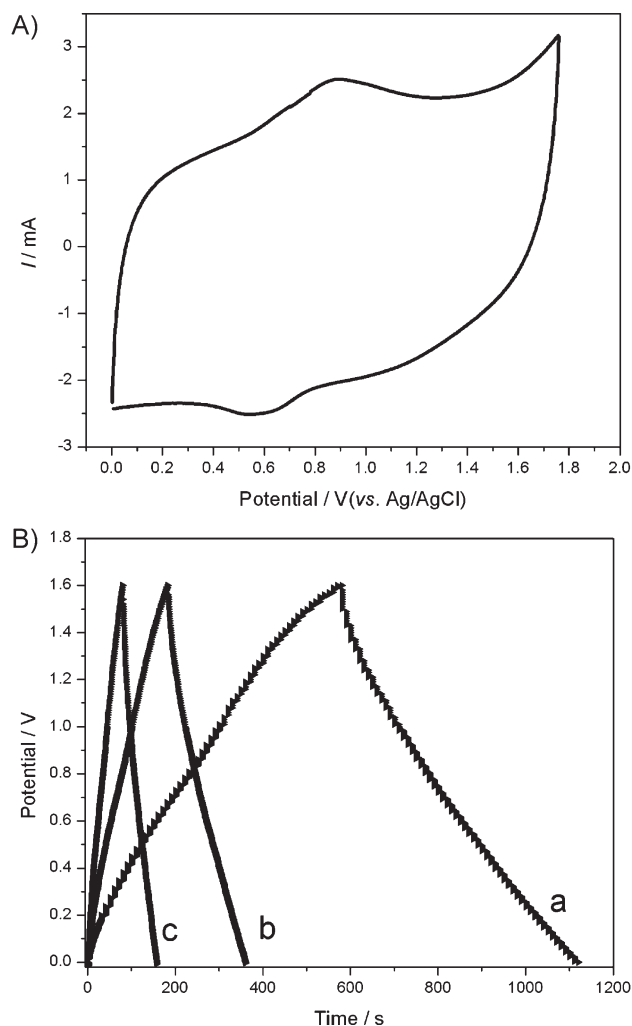 A)
3
2
1
0
-1
-2
-3
I / mA
0.0 0.2 0.4 0.6 0.8 1.0 1.2 1.4 1.6 1.8 2.0
Potential / V(vs. Ag/AgCl)
B)
1.8
1.6
1.4
1.2
1.0
0.8
0.6
0.4
0.2
0.0
Potential / V
c b a
0 200 400 600 800 1000 1200
Time / s